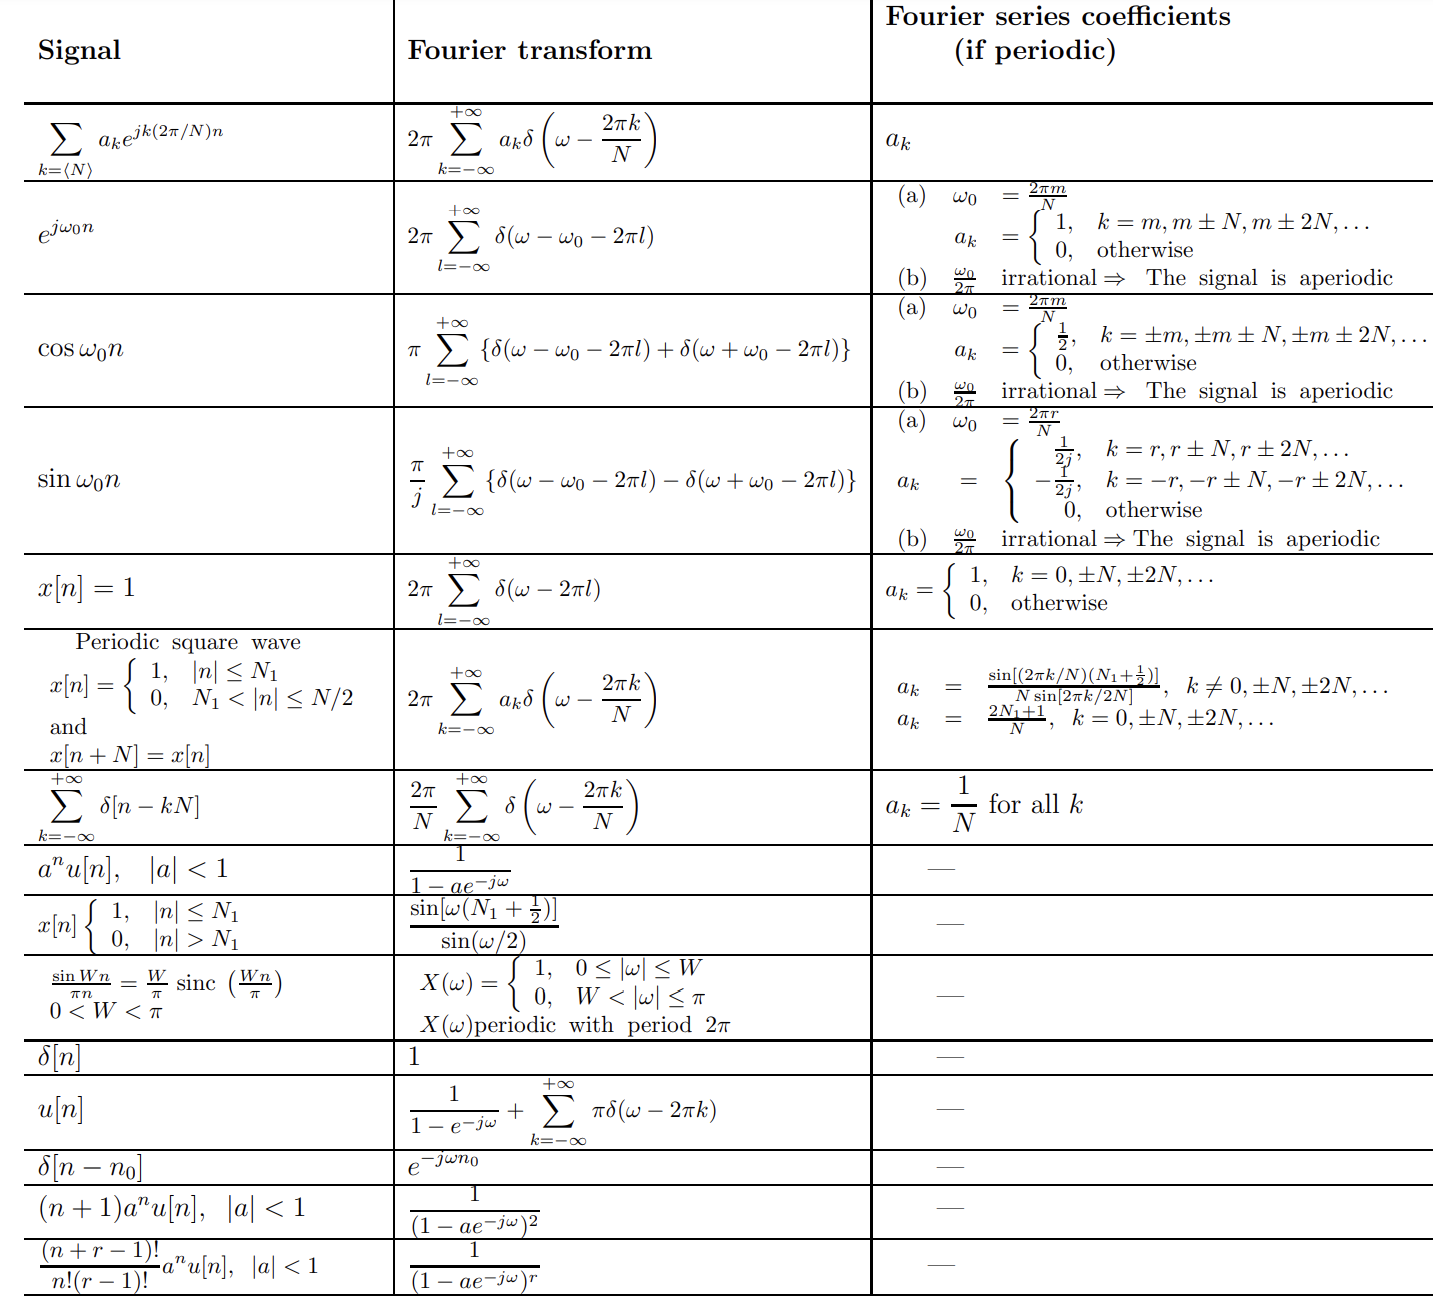 Signal | Fourier transform | Fourier series coefficients (if periodic)
$\sum_{k=\langle N\rangle} a_k e^{jk(2\pi/N)n}$ | $2\pi \sum_{k=-\infty}^{+\infty} a_k \delta\left(\omega - \frac{2\pi k}{N}\right)$ | $a_k$
$e^{j\omega_0 n}$ | $2\pi \sum_{l=-\infty}^{+\infty} \delta(\omega - \omega_0 - 2\pi l)$ | (a) $\omega_0 = \frac{2\pi m}{N}$
$a_k = \begin{cases} 1, & k = m, m \pm N, m \pm 2N, \ldots \\ 0, & \text{otherwise} \end{cases}$
(b) $\frac{\omega_0}{2\pi}$ irrational $\Rightarrow$ The signal is aperiodic
$\cos \omega_0 n$ | $\pi \sum_{l=-\infty}^{+\infty} \{\delta(\omega - \omega_0 - 2\pi l) + \delta(\omega + \omega_0 - 2\pi l)\}$ | (a) $\omega_0 = \frac{2\pi m}{N}$
$a_k = \begin{cases} \frac{1}{2}, & k = \pm m, \pm m \pm N, \pm m \pm 2N, \ldots \\ 0, & \text{otherwise} \end{cases}$
(b) $\frac{\omega_0}{2\pi}$ irrational $\Rightarrow$ The signal is aperiodic
$\sin \omega_0 n$ | $\frac{\pi}{j} \sum_{l=-\infty}^{+\infty} \{\delta(\omega - \omega_0 - 2\pi l) - \delta(\omega + \omega_0 - 2\pi l)\}$ | (a) $\omega_0 = \frac{2\pi r}{N}$
$a_k = \begin{cases} \frac{1}{2j}, & k = r, r \pm N, r \pm 2N, \ldots \\ -\frac{1}{2j}, & k = -r, -r \pm N, -r \pm 2N, \ldots \\ 0, & \text{otherwise} \end{cases}$
(b) $\frac{\omega_0}{2\pi}$ irrational $\Rightarrow$ The signal is aperiodic
$x[n] = 1$ | $2\pi \sum_{l=-\infty}^{+\infty} \delta(\omega - 2\pi l)$ | $a_k = \begin{cases} 1, & k = 0, \pm N, \pm 2N, \ldots \\ 0, & \text{otherwise} \end{cases}$
Periodic square wave
$x[n] = \begin{cases} 1, & |n| \leq N_1 \\ 0, & N_1 < |n| \leq N/2 \end{cases}$
and
$x[n + N] = x[n]$ | $2\pi \sum_{k=-\infty}^{+\infty} a_k \delta\left(\omega - \frac{2\pi k}{N}\right)$ | $a_k = \frac{\sin[(2\pi k/N)(N_1 + \frac{1}{2})]}{N \sin[2\pi k/2N]}, \; k \neq 0, \pm N, \pm 2N, \ldots$
$a_k = \frac{2N_1 + 1}{N}, \; k = 0, \pm N, \pm 2N, \ldots$
$\sum_{k=-\infty}^{+\infty} \delta[n - kN]$ | $\frac{2\pi}{N} \sum_{k=-\infty}^{+\infty} \delta\left(\omega - \frac{2\pi k}{N}\right)$ | $a_k = \frac{1}{N}$ for all $k$
$a^n u[n], \; |a| < 1$ | $\frac{1}{1 - ae^{-j\omega}}$ | —
$x[n] \begin{cases} 1, & |n| \leq N_1 \\ 0, & |n| > N_1 \end{cases}$ | $\frac{\sin[\omega(N_1 + \frac{1}{2})]}{\sin(\omega/2)}$ | —
$\frac{\sin Wn}{\pi n} = \frac{W}{\pi} \text{ sinc } \left(\frac{Wn}{\pi}\right)$
$0 < W < \pi$ | $X(\omega) = \begin{cases} 1, & 0 \leq |\omega| \leq W \\ 0, & W < |\omega| \leq \pi \end{cases}$
$X(\omega)$periodic with period $2\pi$ | —
$\delta[n]$ | $1$ | —
$u[n]$ | $\frac{1}{1 - e^{-j\omega}} + \sum_{k=-\infty}^{+\infty} \pi\delta(\omega - 2\pi k)$ | —
$\delta[n - n_0]$ | $e^{-j\omega n_0}$ | —
$(n + 1)a^n u[n], \; |a| < 1$ | $\frac{1}{(1 - ae^{-j\omega})^2}$ | —
$\frac{(n + r - 1)!}{n!(r - 1)!} a^n u[n], \; |a| < 1$ | $\frac{1}{(1 - ae^{-j\omega})^r}$ | —